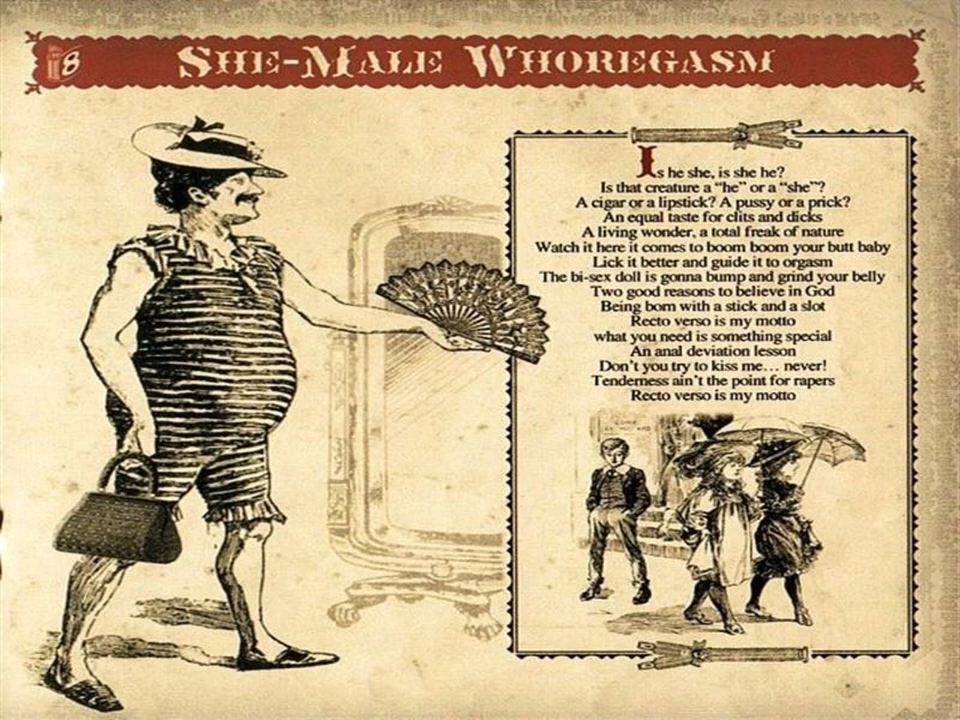 8
SHE-MALE WHOREGASM
Is he she, is she he?
Is that creature a “he” or a “she”?
A cigar or a lipstick? A pussy or a prick?
An equal taste for clits and dicks
A living wonder, a total freak of nature
Watch it here it comes to boom boom your butt baby
Lick it better and guide it to orgasm
The bi-sex doll is gonna bump and grind your belly
Two good reasons to believe in God
Being born with a stick and a slot
Recto verso is my motto
what you need is something special
An anal deviation lesson
Don’t you try to kiss me… never!
Tenderness ain’t the point for rapers
Recto verso is my motto